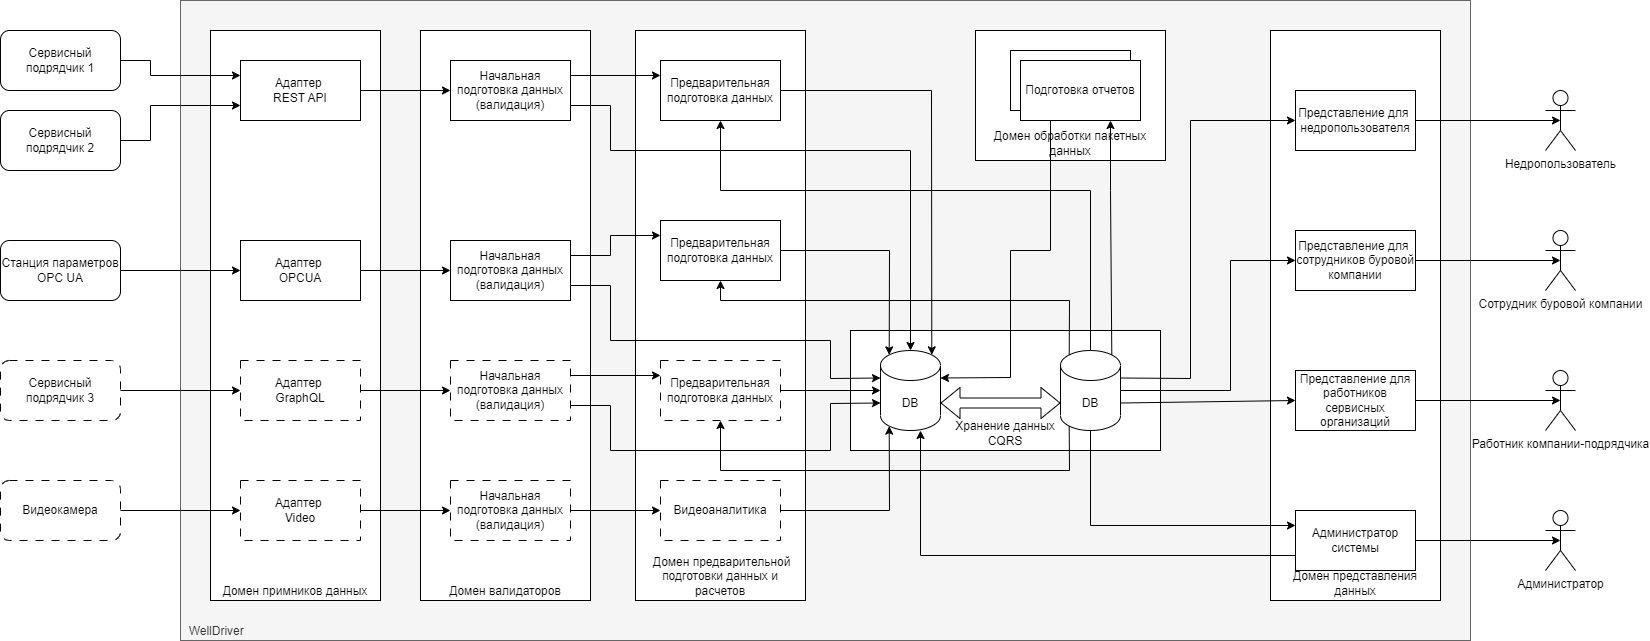 Сервисный
подрядчик 1
Сервисный
подрядчик 2
Станция параметров
OPC UA
Сервисный
подрядчик 3
Видеокамера
Адаптер
REST API
Адаптер
OPCUA
Адаптер
GraphQL
Адаптер
Video
Домен примников данных
Начальная
подготовка данных
(валидация)
Начальная
подготовка данных
(валидация)
Начальная
подготовка данных
(валидация)
Начальная
подготовка данных
(валидация)
Домен валидаторов
Предварительная
подготовка данных
Предварительная
подготовка данных
Предварительная
подготовка данных
Видеоаналитика
Домен предварительной
подготовки данных и
расчетов
Подготовка отчетов
Домен обработки пакетных
данных
DB
DB
Хранение данных
CQRS
Представление для
недропользователя
Представление для
сотрудников буровой
компании
Представление для
работников
сервисных
организаций
Администратор
системы
Домен представления
данных
Недропользователь
Сотрудник буровой компании
Работник компании-подрядчика
Администратор
WellDriver